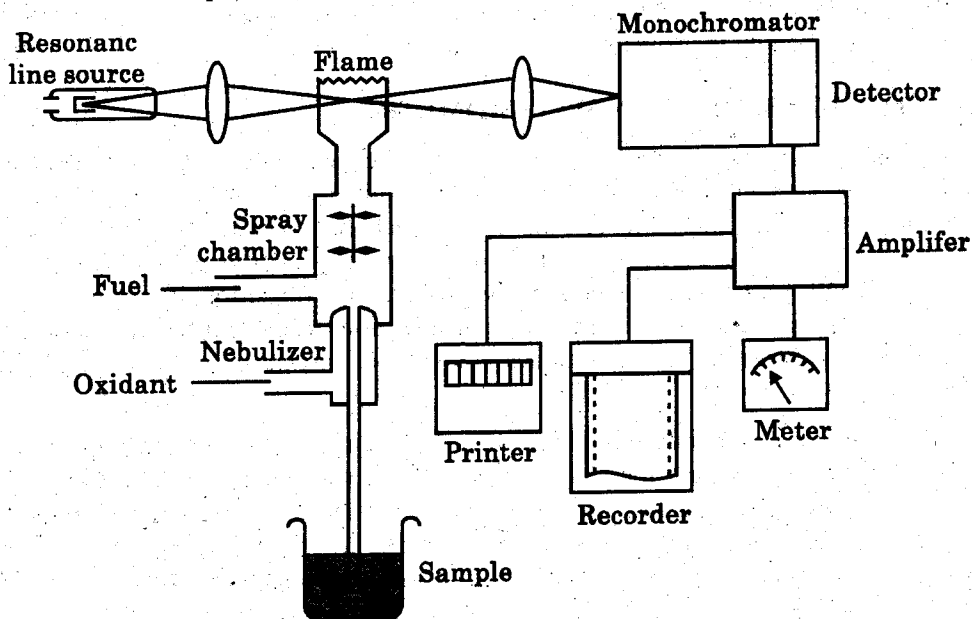 Resonanc
line source
Flame
Monochromator
Detector
Spray
chamber
Amplifer
Fuel
Nebulizer
Oxidant
Printer
Meter
Recorder
Sample